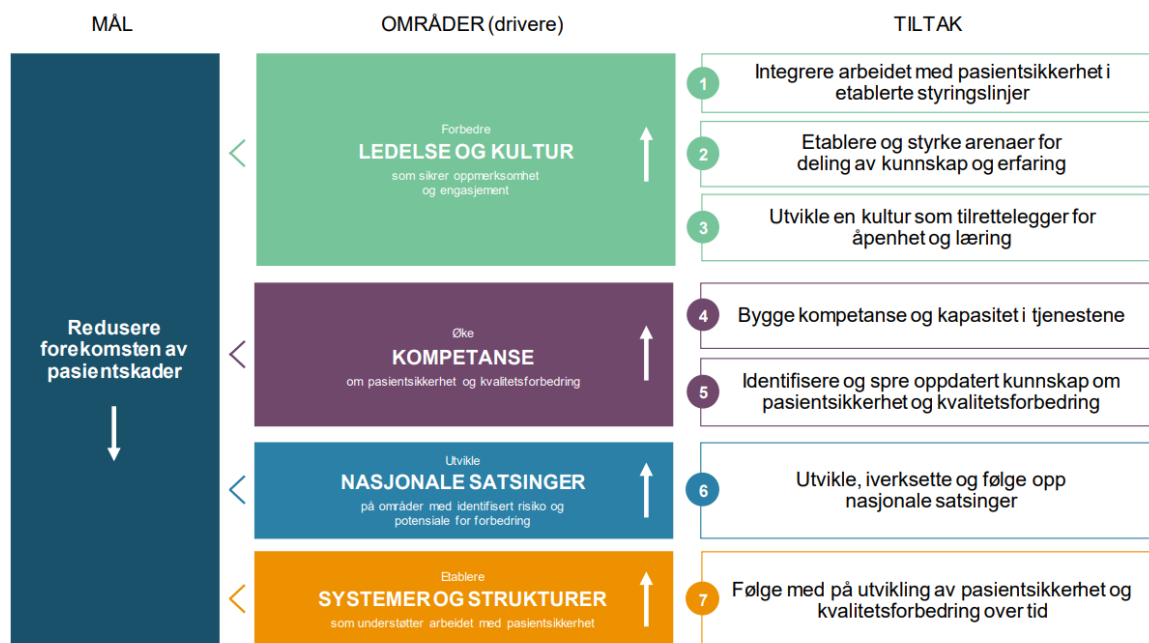 MÅL
OMRÅDER (drivere)
TILTAK
Redusere
forekomsten av
pasientskader
Forbedre
LEDELSE OG KULTUR
som sikrer oppmerksomhet
og engasjement
1
Integrere arbeidet med pasientsikkerhet i
etablerte styringslinjer
2
Etablere og styrke arenaer for
deling av kunnskap og erfaring
3
Utvikle en kultur som tilrettelegger for
åpenhet og læring
Øke
KOMPETANSE
om pasientsikkerhet og kvalitetsforbedring
4
Bygge kompetanse og kapasitet i tjenestene
5
Identifisere og spre oppdatert kunnskap om
pasientsikkerhet og kvalitetsforbedring
Utvikle
NASJONALE SATSINGER
på områder med identifisert risiko og
potensiale for forbedring
6
Utvikle, iverksette og følge opp
nasjonale satsinger
Etablere
SYSTEMER OG STRUKTURER
som understøtter arbeidet med pasientsikkerhet
7
Følge med på utvikling av pasientsikkerhet og
kvalitetsforbedring over tid